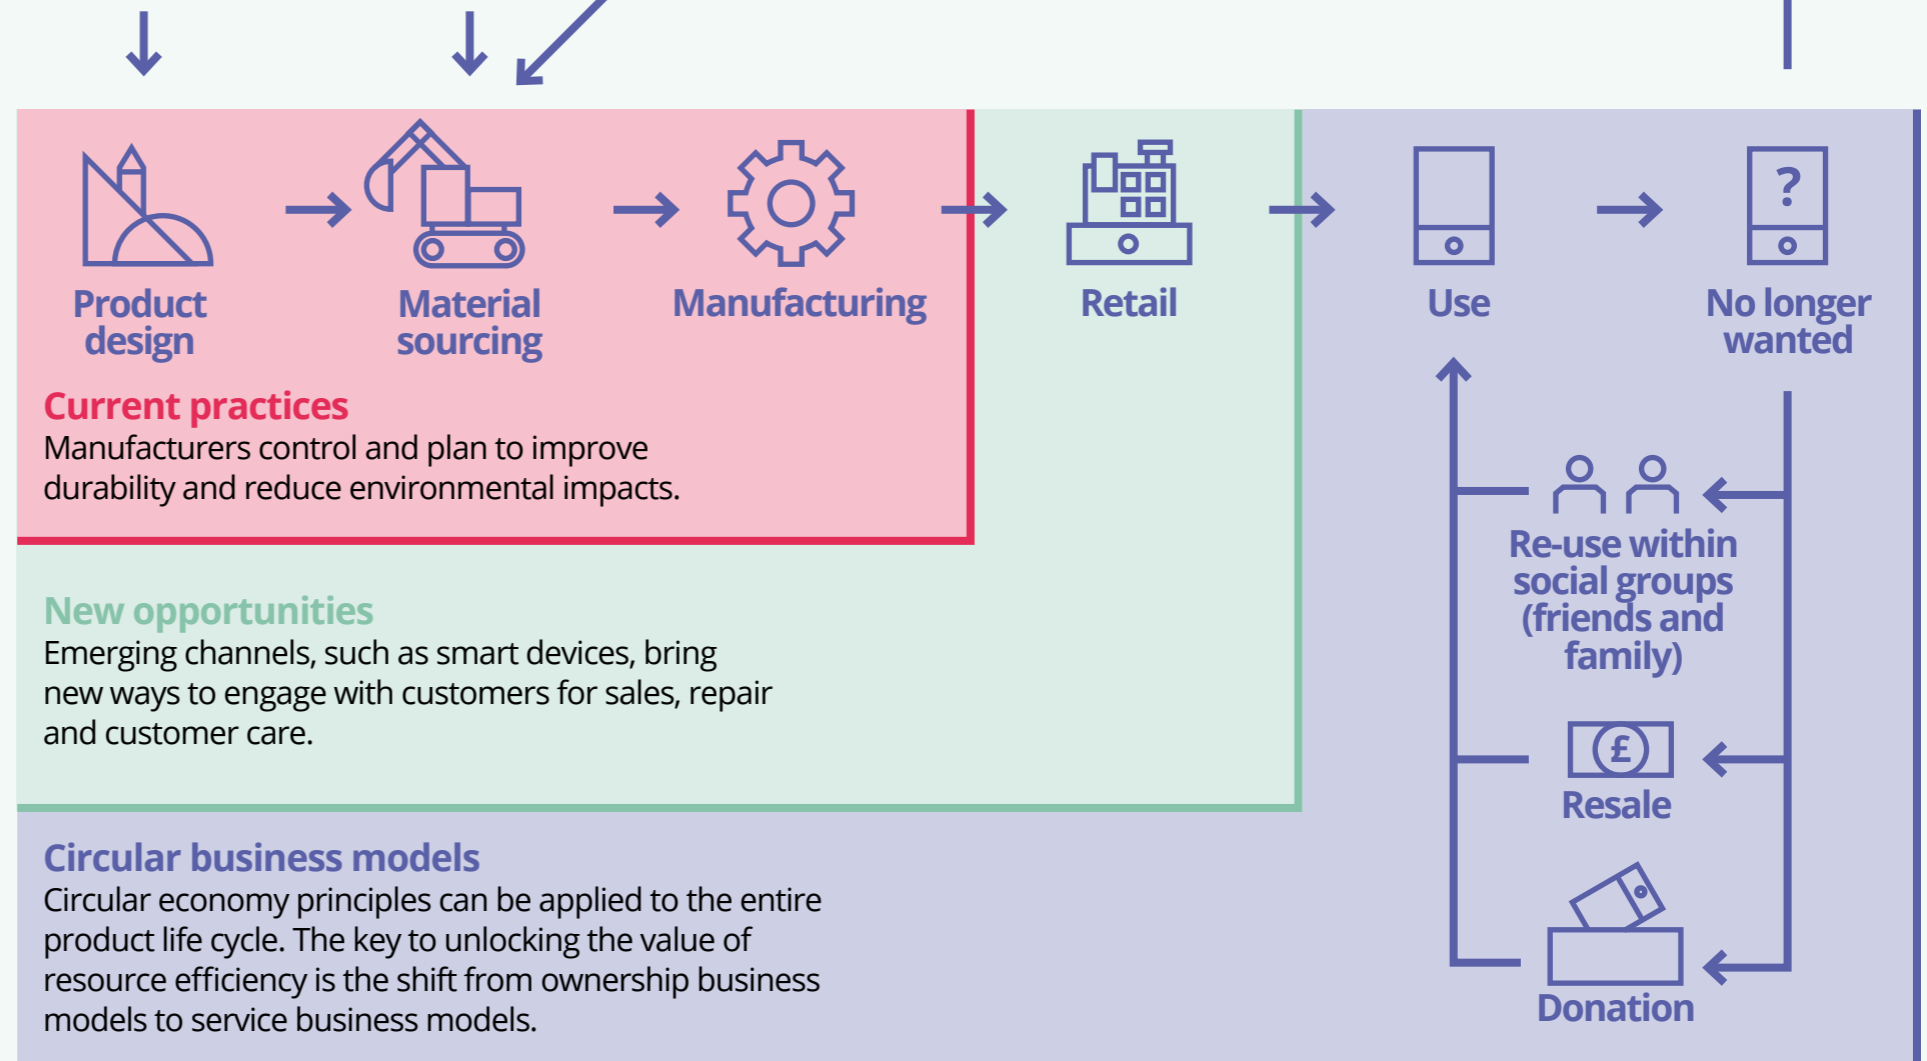 Product
design
Material
sourcing
Manufacturing
Retail
Use
?
No longer
wanted
Current practices
Manufacturers control and plan to improve
durability and reduce environmental impacts.
New opportunities
Emerging channels, such as smart devices, bring
new ways to engage with customers for sales, repair
and customer care.
Circular business models
Circular economy principles can be applied to the entire
product life cycle. The key to unlocking the value of
resource efficiency is the shift from ownership business
models to service business models.
Re-use within
social groups
(friends and
family)
£
Resale
Donation